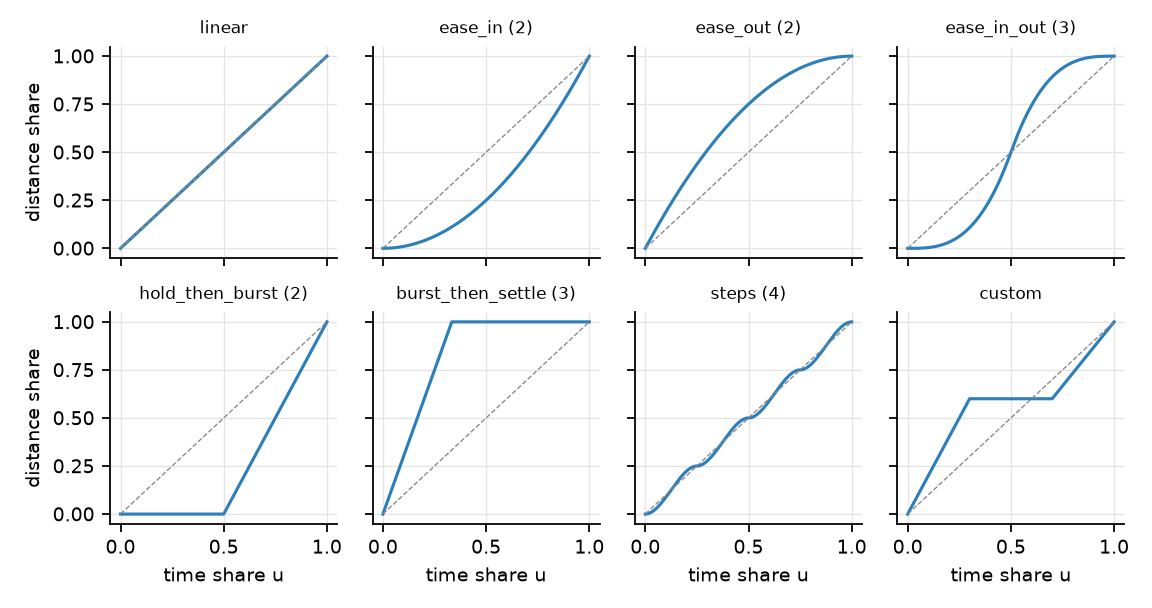 linear
ease_in (2)
ease_out (2)
ease_in_out (3)
distance share
1.00
0.75
0.50
0.25
0.00
hold_then_burst (2)
burst_then_settle (3)
steps (4)
custom
distance share
1.00
0.75
0.50
0.25
0.00
0.0 0.5 1.0
0.0 0.5 1.0
0.0 0.5 1.0
0.0 0.5 1.0
time share u
time share u
time share u
time share u